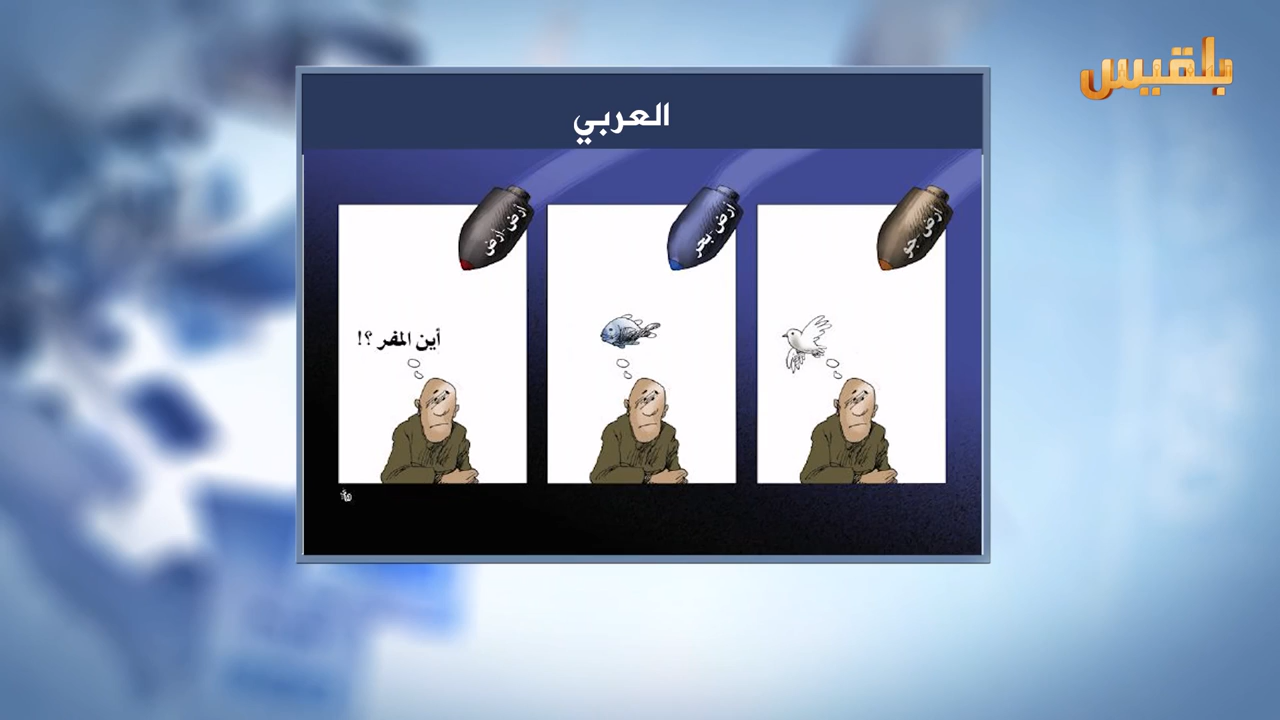 بلقيس
العربي
أرض-جو
أرض-بحر
أرض-أرض
أين المفر ؟!